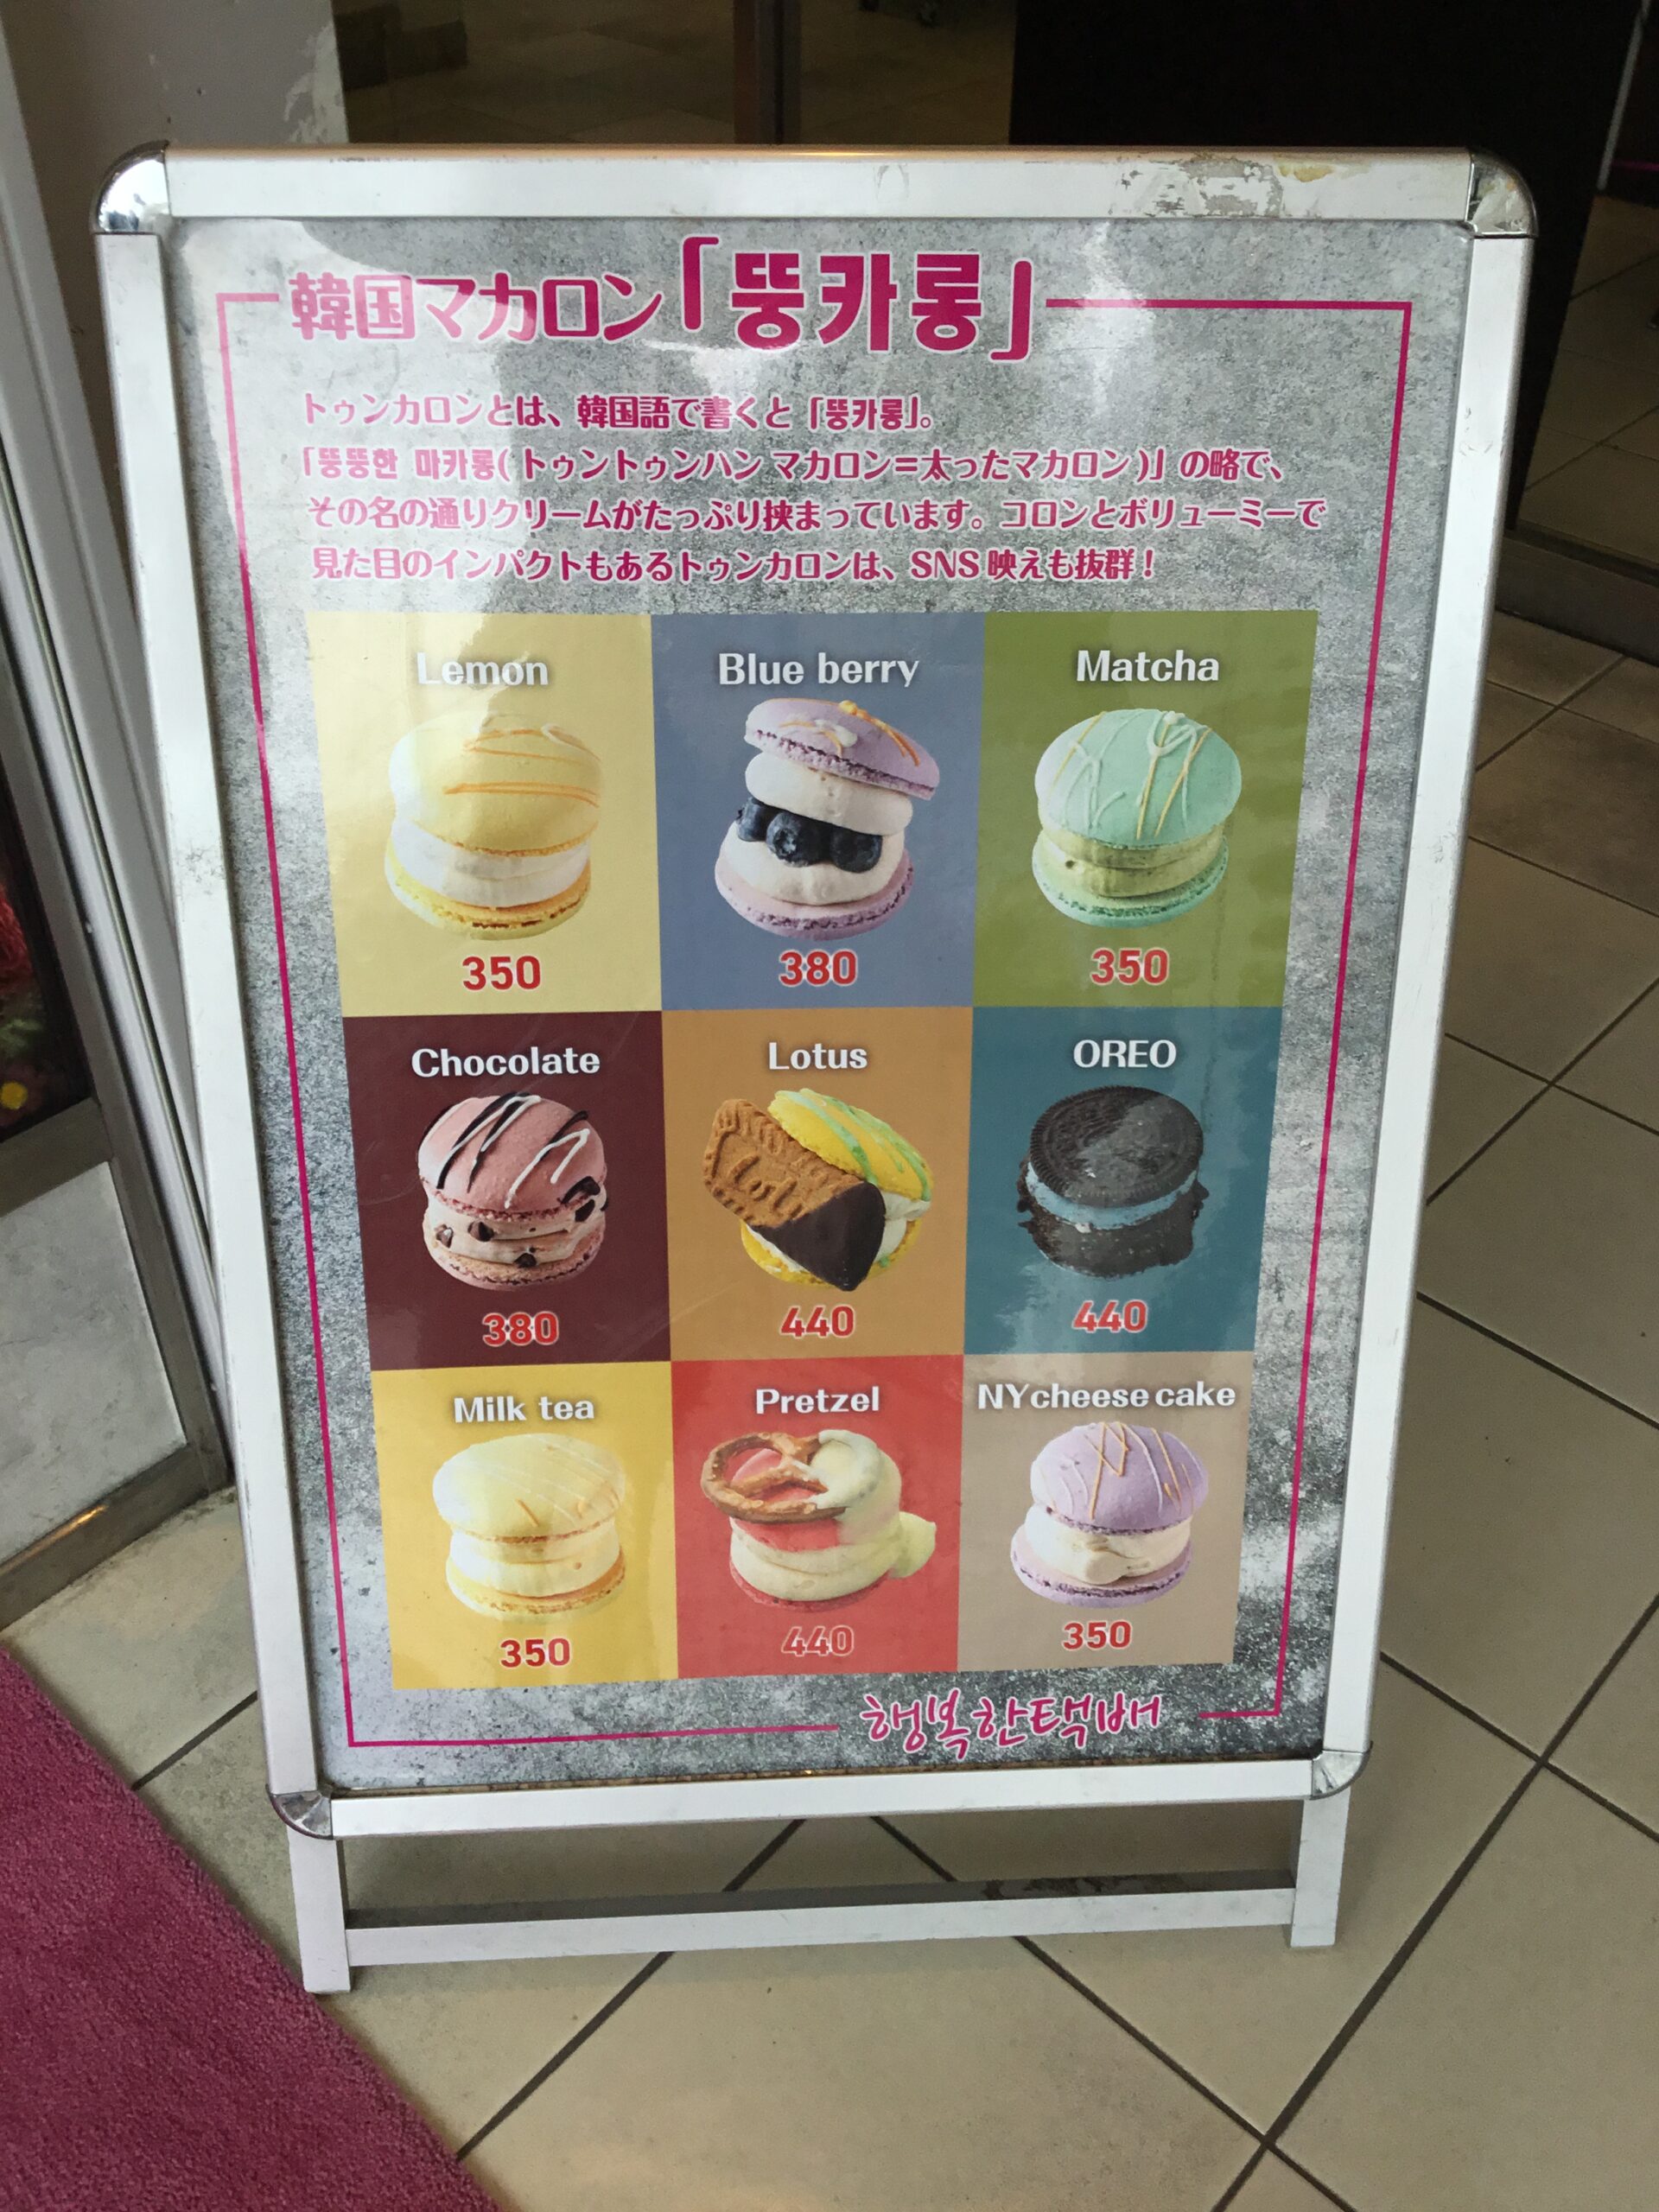 韓国マカロン「뚱카롱」
トゥンカロンとは、韓国語で書くと「뚱카롱」。
「뚱뚱한 마카롱(トゥントゥンハン マカロン=太ったマカロン)」の略で、
その名の通りクリームがたっぷり挟まっています。コロンとボリューミーで
見た目のインパクトもあるトゥンカロンは、SNS映えも抜群!
Lemon
350
Blue berry
380
Matcha
350
Chocolate
380
Lotus
440
OREO
440
Milk tea
350
Pretzel
440
NYcheese cake
350
행복한택배